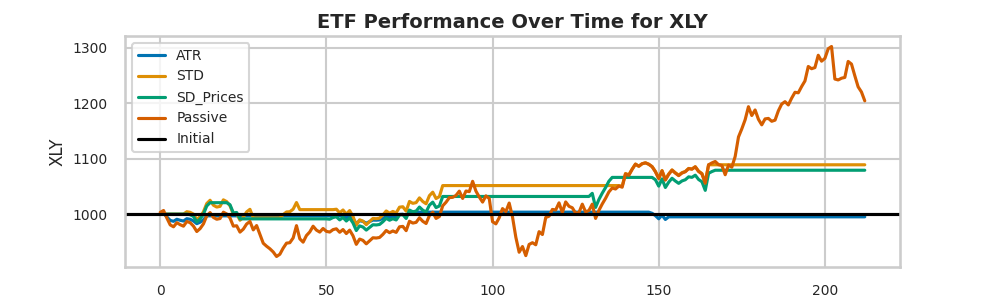 ETF Performance Over Time for XLY
1300
1200
1100
1000
XLY
ATR
STD
SD_Prices
Passive
Initial
0
50
100
150
200